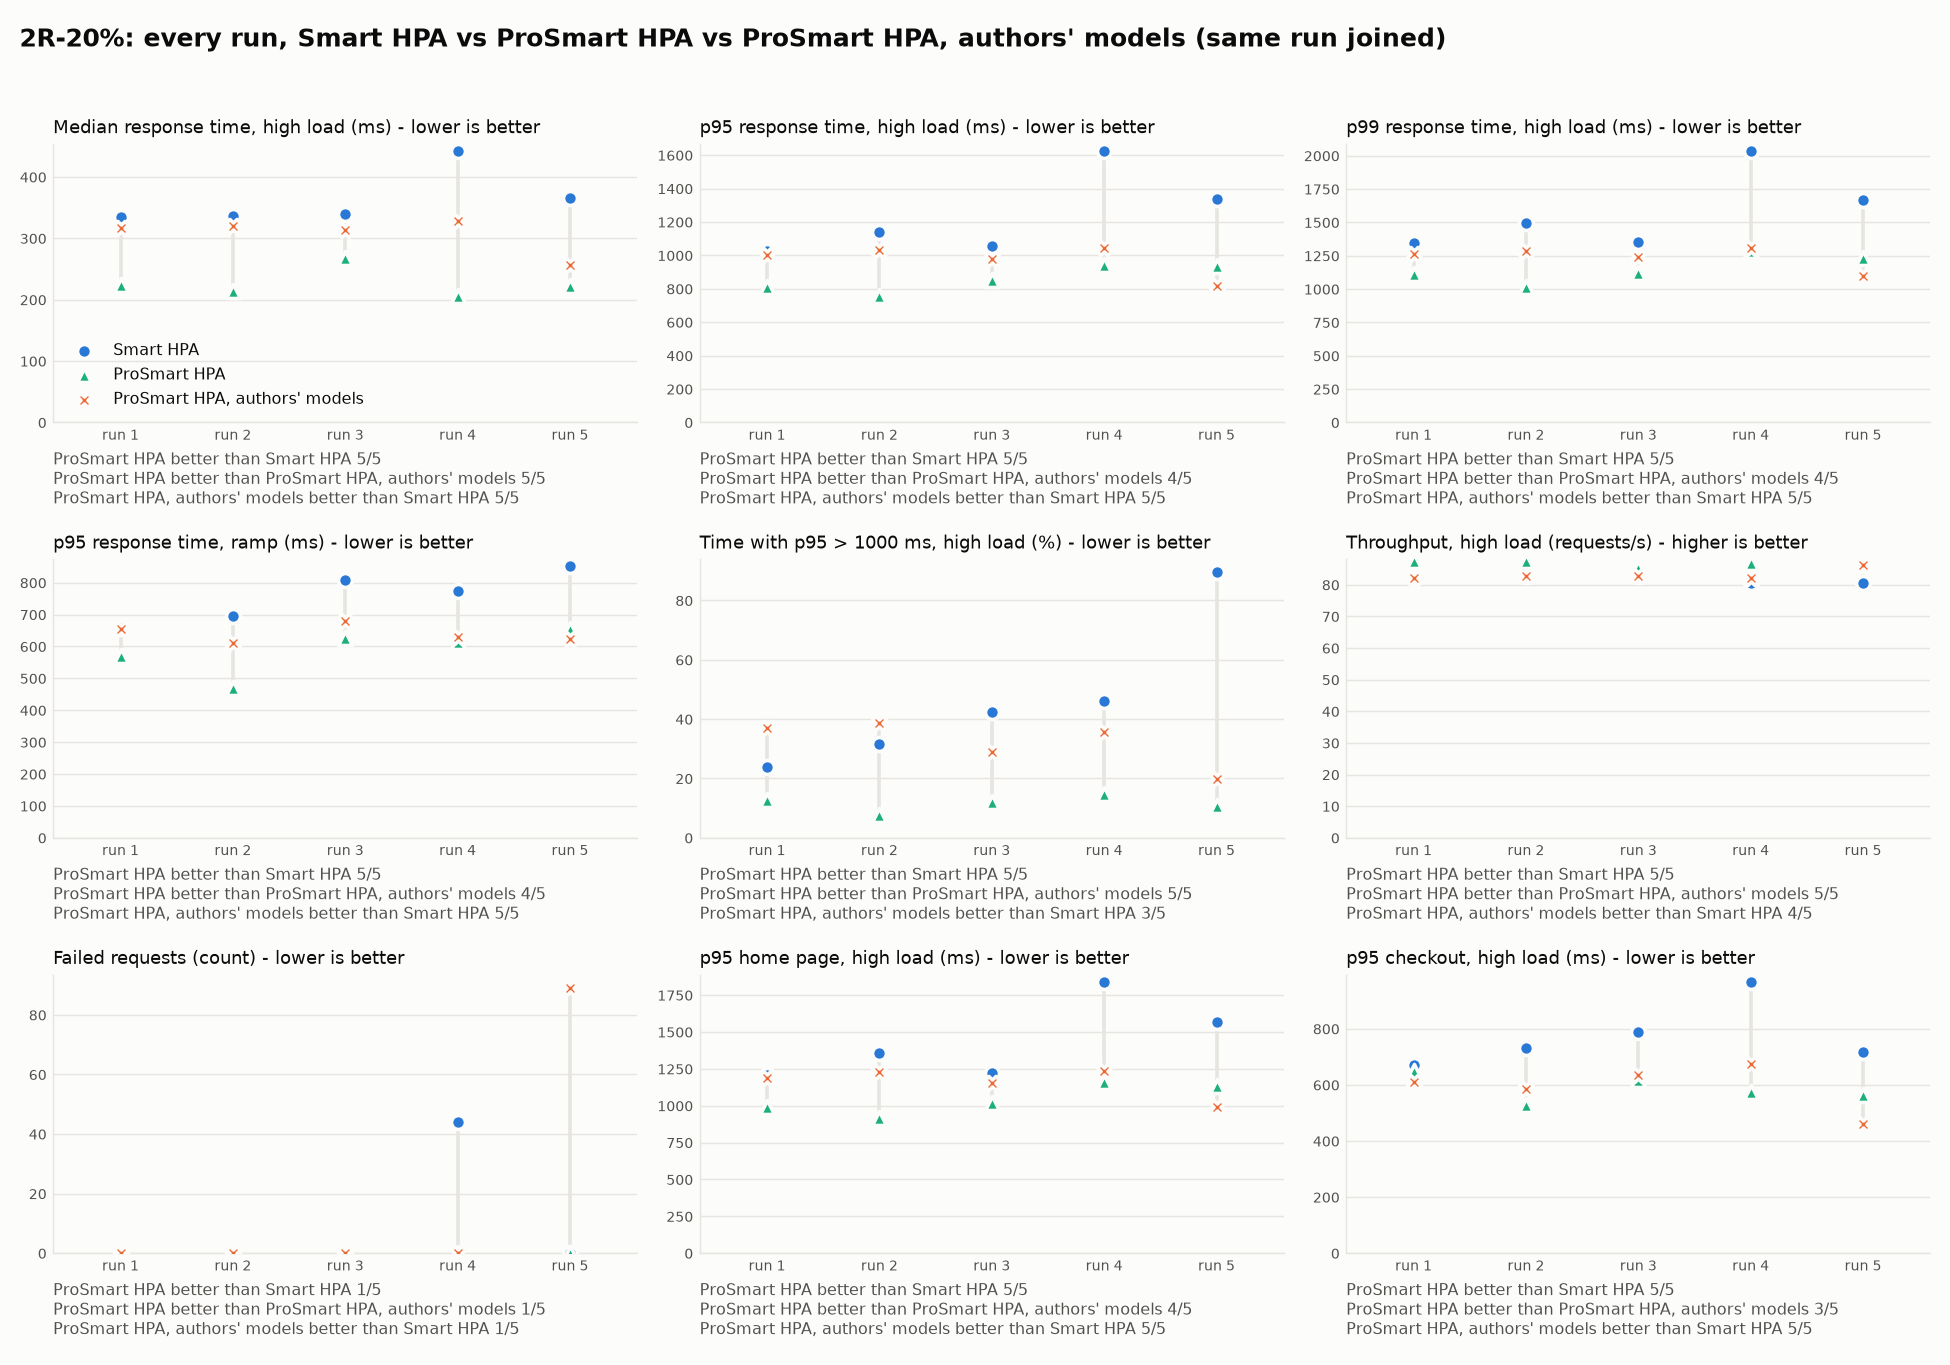 2R-20%: every run, Smart HPA vs ProSmart HPA vs ProSmart HPA, authors' models (same run joined)
Median response time, high load (ms) - lower is better
400
300
200
100
0
Smart HPA
ProSmart HPA
ProSmart HPA, authors' models
run 1 run 2 run 3 run 4 run 5
ProSmart HPA better than Smart HPA 5/5
ProSmart HPA better than ProSmart HPA, authors' models 5/5
ProSmart HPA, authors' models better than Smart HPA 5/5
p95 response time, high load (ms) - lower is better
1600
1400
1200
1000
800
600
400
200
0
run 1 run 2 run 3 run 4 run 5
ProSmart HPA better than Smart HPA 5/5
ProSmart HPA better than ProSmart HPA, authors' models 4/5
ProSmart HPA, authors' models better than Smart HPA 5/5
p99 response time, high load (ms) - lower is better
2000
1750
1500
1250
1000
750
500
250
0
run 1 run 2 run 3 run 4 run 5
ProSmart HPA better than Smart HPA 5/5
ProSmart HPA better than ProSmart HPA, authors' models 4/5
ProSmart HPA, authors' models better than Smart HPA 5/5
p95 response time, ramp (ms) - lower is better
800
700
600
500
400
300
200
100
0
run 1 run 2 run 3 run 4 run 5
ProSmart HPA better than Smart HPA 5/5
ProSmart HPA better than ProSmart HPA, authors' models 4/5
ProSmart HPA, authors' models better than Smart HPA 5/5
Time with p95 > 1000 ms, high load (%) - lower is better
80
60
40
20
0
run 1 run 2 run 3 run 4 run 5
ProSmart HPA better than Smart HPA 5/5
ProSmart HPA better than ProSmart HPA, authors' models 5/5
ProSmart HPA, authors' models better than Smart HPA 3/5
Throughput, high load (requests/s) - higher is better
80
70
60
50
40
30
20
10
0
run 1 run 2 run 3 run 4 run 5
ProSmart HPA better than Smart HPA 5/5
ProSmart HPA better than ProSmart HPA, authors' models 5/5
ProSmart HPA, authors' models better than Smart HPA 4/5
Failed requests (count) - lower is better
80
60
40
20
0
run 1 run 2 run 3 run 4 run 5
ProSmart HPA better than Smart HPA 1/5
ProSmart HPA better than ProSmart HPA, authors' models 1/5
ProSmart HPA, authors' models better than Smart HPA 1/5
p95 home page, high load (ms) - lower is better
1750
1500
1250
1000
750
500
250
0
run 1 run 2 run 3 run 4 run 5
ProSmart HPA better than Smart HPA 5/5
ProSmart HPA better than ProSmart HPA, authors' models 4/5
ProSmart HPA, authors' models better than Smart HPA 5/5
p95 checkout, high load (ms) - lower is better
800
600
400
200
0
run 1 run 2 run 3 run 4 run 5
ProSmart HPA better than Smart HPA 5/5
ProSmart HPA better than ProSmart HPA, authors' models 3/5
ProSmart HPA, authors' models better than Smart HPA 5/5